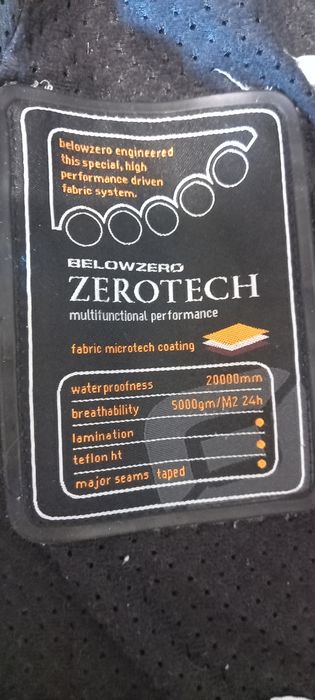 belowzero engineered
this special, high
performance driven
fabric system.
BELOWZERO
ZEROTECH
multifunctional performance
fabric microtech coating
waterproofness 20000mm
breathability 5000gm/M2 24h
lamination
teflon ht
major seams taped